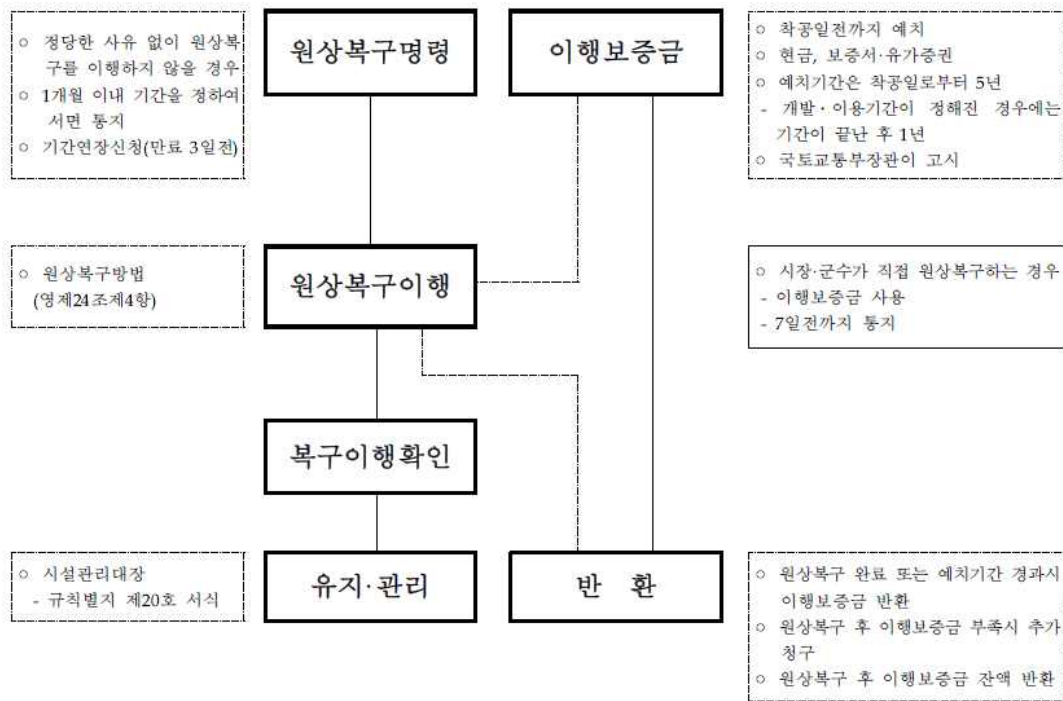 ○ 정당한 사유 없이 원상복
구를 이행하지 않을 경우
○ 1개월 이내 기간을 정하여
서면 통지
○ 기간연장신청(만료 3일전)
원상복구명령
이행보증금
○ 착공일전까지 예치
○ 현금, 보증서·유가증권
○ 예치기간은 착공일로부터 5년
- 개발·이용기간이 정해진 경우에는
기간이 끝난 후 1년
○ 국토교통부장관이 고시
○ 원상복구방법
(영제24조제4항)
원상복구이행
○ 시장·군수가 직접 원상복구하는 경우
- 이행보증금 사용
- 7일전까지 통지
복구이행확인
○ 시설관리대장
- 규칙별지 제20호 서식
유지·관리
반 환
○ 원상복구 완료 또는 예치기간 경과시
이행보증금 반환
○ 원상복구 후 이행보증금 부족시 추가
청구
○ 원상복구 후 이행보증금 잔액 반환